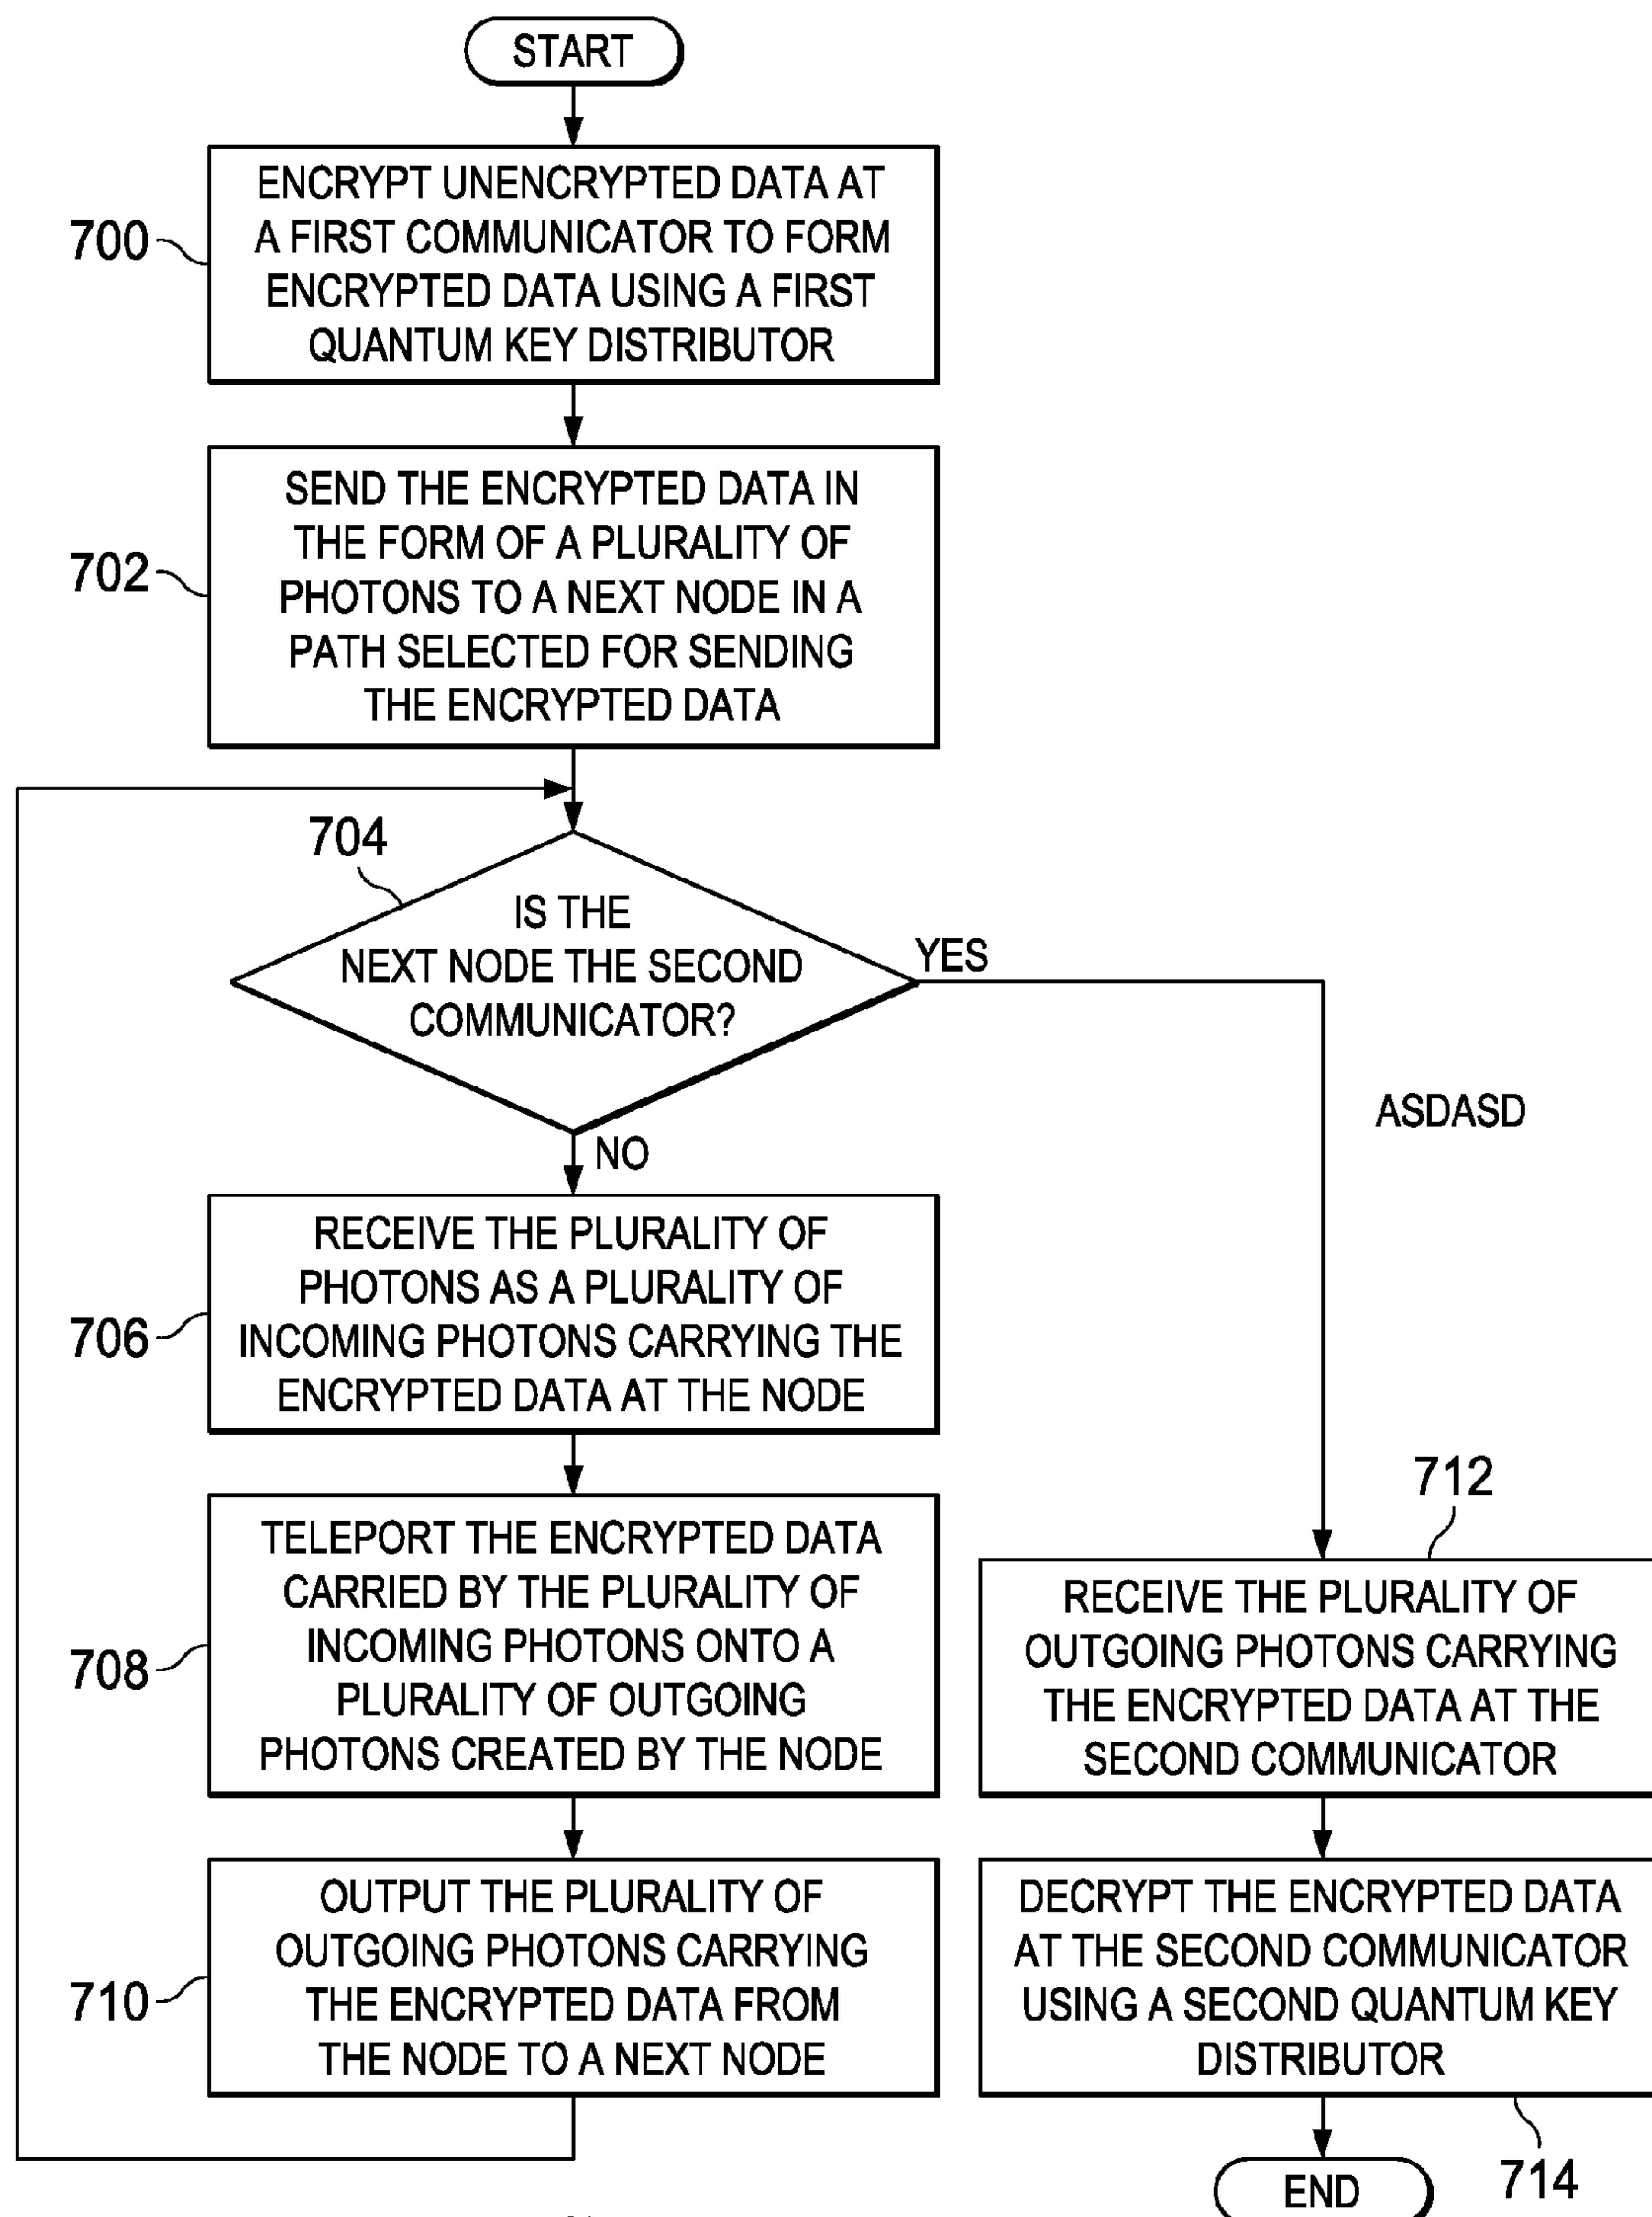 START
ENCRYPT UNENCRYPTED DATA AT
A FIRST COMMUNICATOR TO FORM
ENCRYPTED DATA USING A FIRST
QUANTUM KEY DISTRIBUTOR
700
SEND THE ENCRYPTED DATA IN
THE FORM OF A PLURALITY OF
PHOTONS TO A NEXT NODE IN A
PATH SELECTED FOR SENDING
THE ENCRYPTED DATA
702
704
IS THE
NEXT NODE THE SECOND
COMMUNICATOR?
YES
NO
ASDASD
RECEIVE THE PLURALITY OF
PHOTONS AS A PLURALITY OF
INCOMING PHOTONS CARRYING THE
ENCRYPTED DATA AT THE NODE
706
TELEPORT THE ENCRYPTED DATA
CARRIED BY THE PLURALITY OF
INCOMING PHOTONS ONTO A
PLURALITY OF OUTGOING
PHOTONS CREATED BY THE NODE
708
OUTPUT THE PLURALITY OF
OUTGOING PHOTONS CARRYING
THE ENCRYPTED DATA FROM
THE NODE TO A NEXT NODE
710
712
RECEIVE THE PLURALITY OF
OUTGOING PHOTONS CARRYING
THE ENCRYPTED DATA AT THE
SECOND COMMUNICATOR
DECRYPT THE ENCRYPTED DATA
AT THE SECOND COMMUNICATOR
USING A SECOND QUANTUM KEY
DISTRIBUTOR
714
END